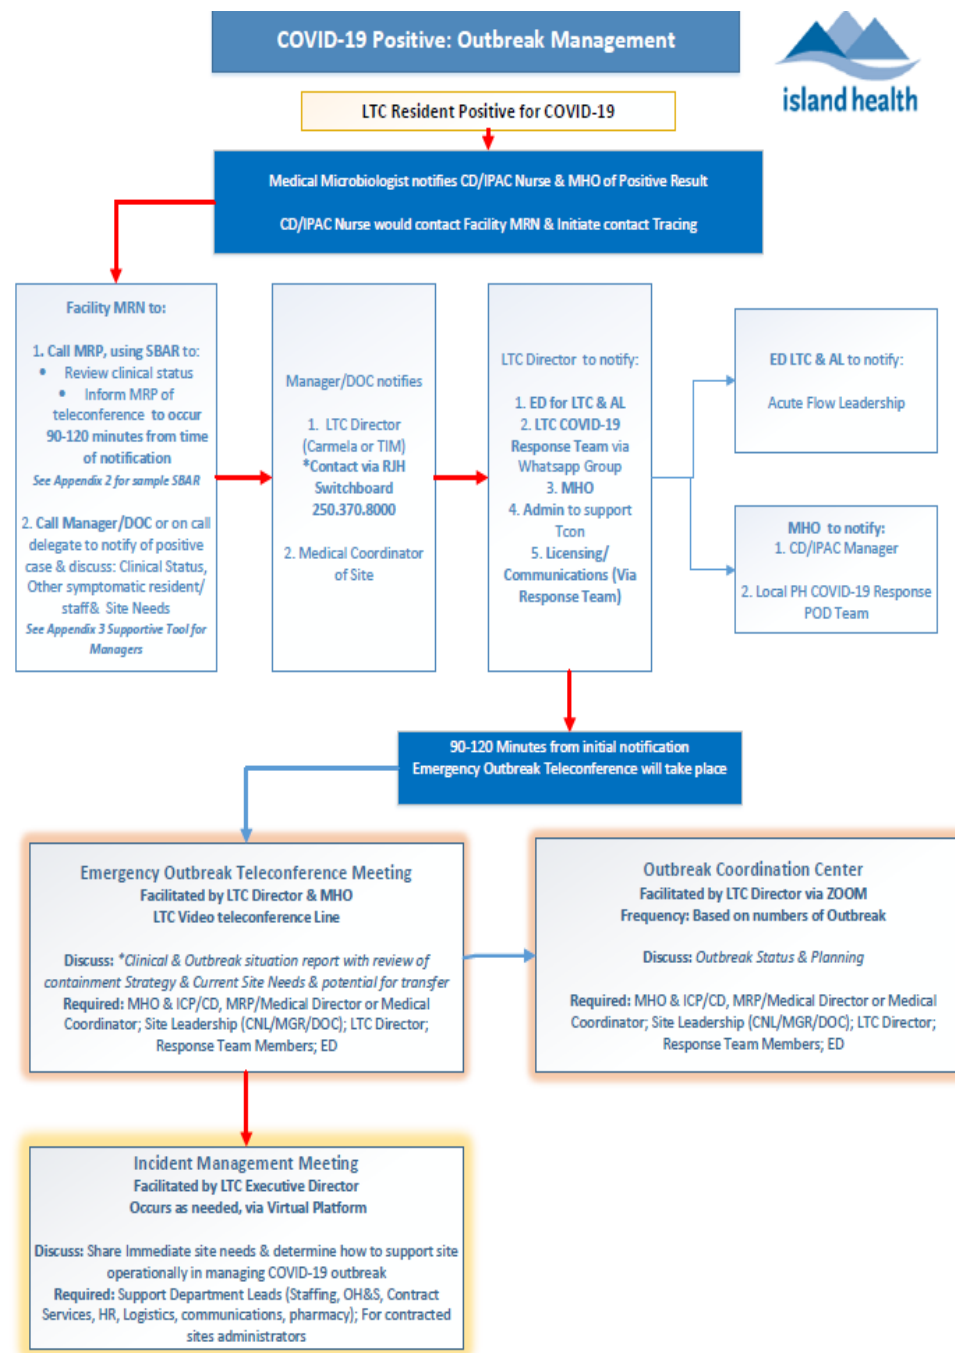 COVID-19 Positive: Outbreak Management
island health
LTC Resident Positive for COVID-19
Medical Microbiologist notifies CD/IPAC Nurse & MHO of Positive Result
CD/IPAC Nurse would contact Facility MRN & Initiate contact Tracing
Facility MRN to:
1. Call MRP, using SBAR to:
• Review clinical status
• Inform MRP of
teleconference to occur
90-120 minutes from time
of notification
See Appendix 2 for sample SBAR
2. Call Manager/DOC or on call
delegate to notify of positive
case & discuss: Clinical Status,
Other symptomatic resident/
staff& Site Needs
See Appendix 3 Supportive Tool for
Managers
Manager/DOC notifies
1. LTC Director
(Carmela or TIM)
*Contact via RJH
Switchboard
250.370.8000
2. Medical Coordinator
of Site
LTC Director to notify:
1. ED for LTC & AL
2. LTC COVID-19
Response Team via
Whatsapp Group
3. MHO
4. Admin to support
Tcon
5. Licensing/
Communications (Via
Response Team)
ED LTC & AL to notify:
Acute Flow Leadership
MHO to notify:
1. CD/IPAC Manager
2. Local PH COVID-19 Response
POD Team
90-120 Minutes from initial notification
Emergency Outbreak Teleconference will take place
Emergency Outbreak Teleconference Meeting
Facilitated by LTC Director & MHO
LTC Video teleconference Line
Discuss: *Clinical & Outbreak situation report with review of
containment Strategy & Current Site Needs & potential for transfer
Required: MHO & ICP/CD, MRP/Medical Director or Medical
Coordinator; Site Leadership (CNL/MGR/DOC); LTC Director;
Response Team Members; ED
Outbreak Coordination Center
Facilitated by LTC Director via ZOOM
Frequency: Based on numbers of Outbreak
Discuss: Outbreak Status & Planning
Required: MHO & ICP/CD, MRP/Medical Director or Medical
Coordinator; Site Leadership (CNL/MGR/DOC); LTC Director;
Response Team Members; ED
Incident Management Meeting
Facilitated by LTC Executive Director
Occurs as needed, via Virtual Platform
Discuss: Share Immediate site needs & determine how to support site
operationally in managing COVID-19 outbreak
Required: Support Department Leads (Staffing, OH&S, Contract
Services, HR, Logistics, communications, pharmacy); For contracted
sites administrators